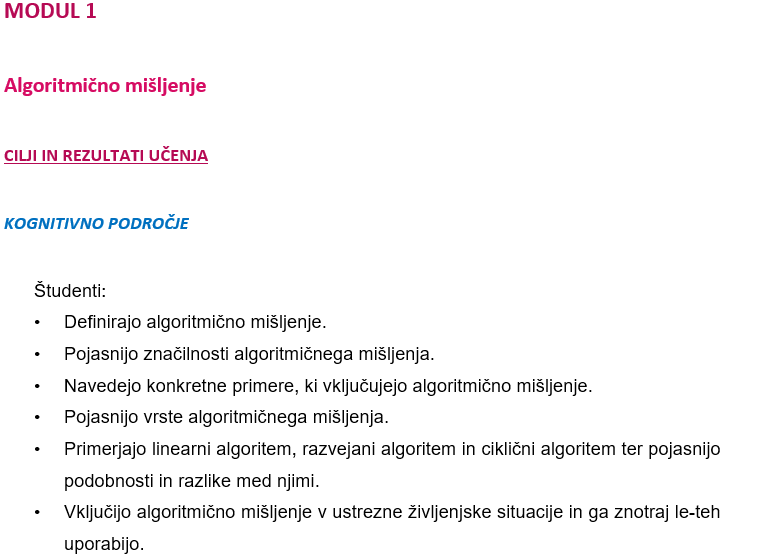 MODUL 1
Algoritmično mišljenje
CILJI IN REZULTATI UČENJA
KOGNITIVNO PODROČJE
Študenti:
• Definirajo algoritmično mišljenje.
• Pojasnijo značilnosti algoritmičnega mišljenja.
• Navedejo konkretne primere, ki vključujejo algoritmično mišljenje.
• Pojasnijo vrste algoritmičnega mišljenja.
• Primerjajo linearni algoritem, razvejani algoritem in ciklični algoritem ter pojasnijo
podobnosti in razlike med njimi.
• Vključijo algoritmično mišljenje v ustrezne življenjske situacije in ga znotraj le-teh
uporabijo.